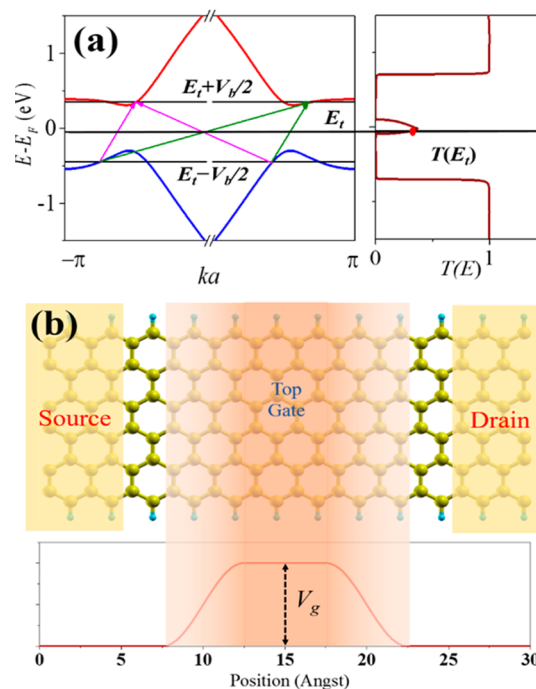 (a)
E-E_F (eV)
1
0
-1
E_t+V_b/2
E_t
E_t−V_b/2
T(E_t)
−π
π
ka
0
1
T(E)
(b)
Source
Top
Gate
Drain
V_g
0
5
10
15
20
25
30
Position (Angst)